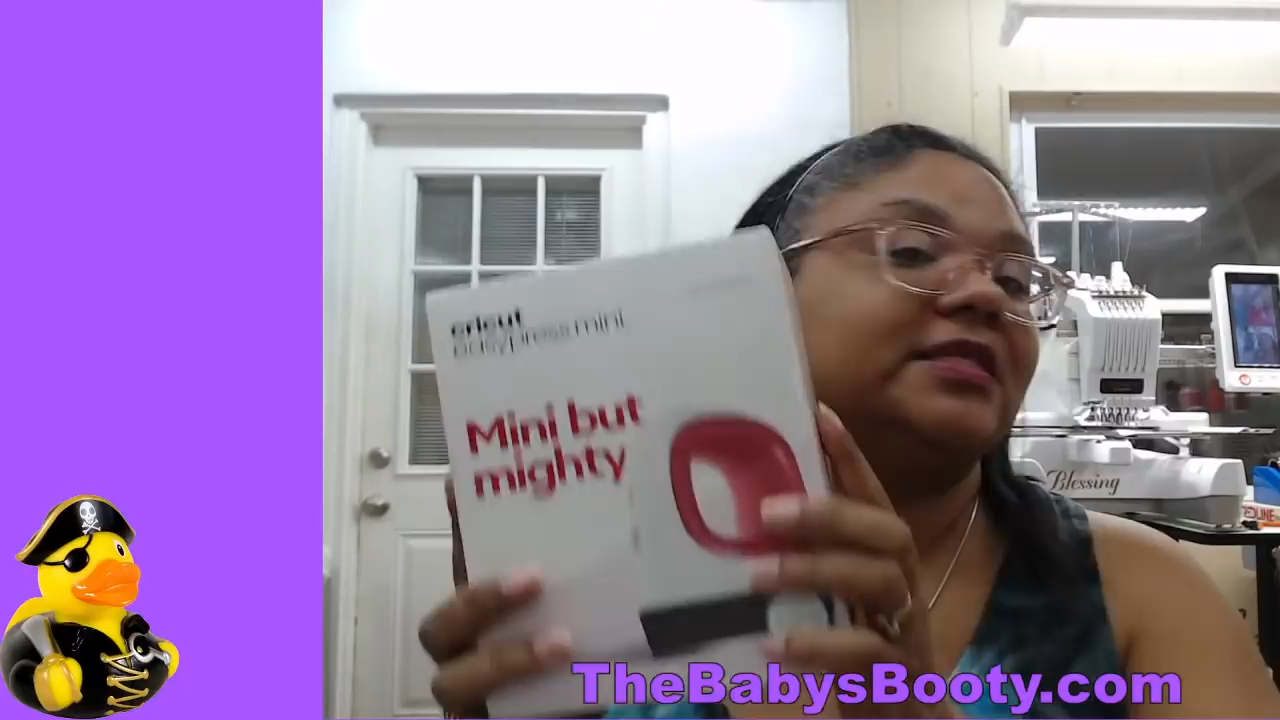 cricut
easypress mini
Mini but
mighty
Blessing
TheBabysBooty.com